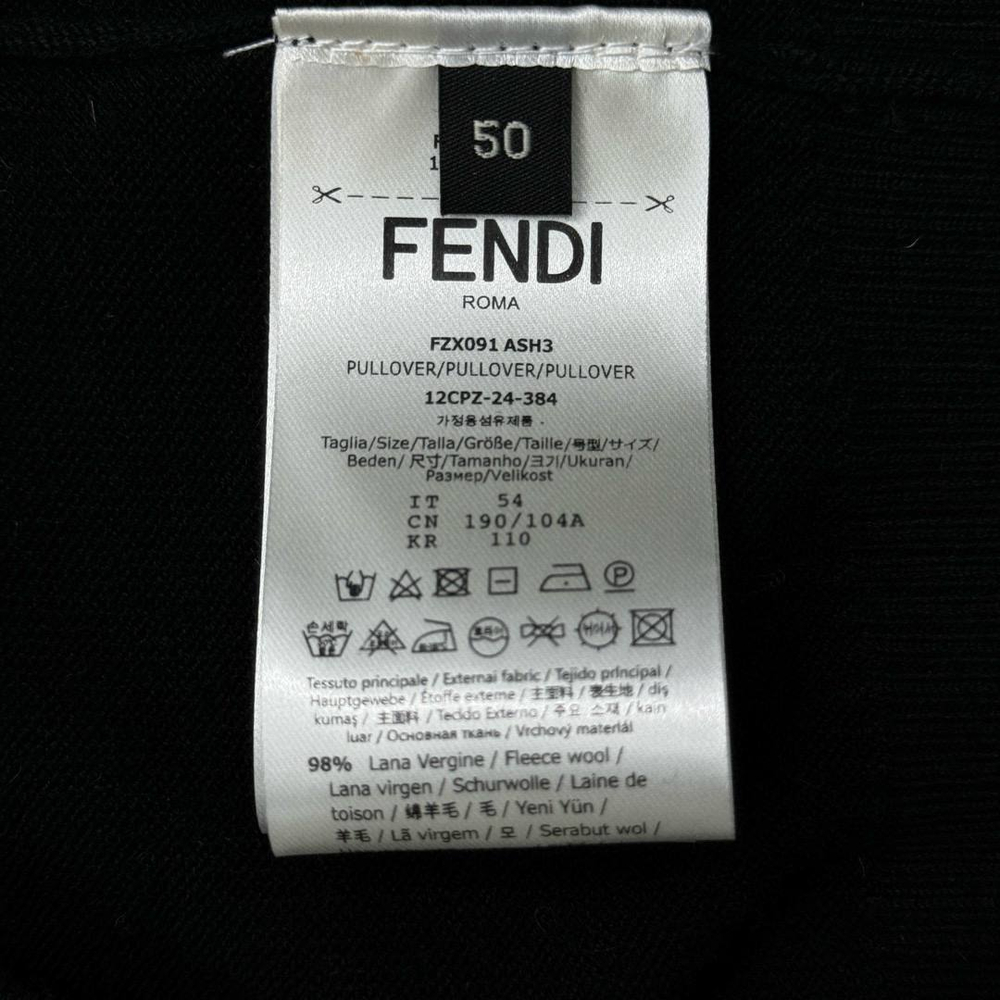 50
FENDI
ROMA
FZX091 ASH3
PULLOVER/PULLOVER/PULLOVER
12CPZ-24-384
가정용섬유제품 .
Taglia/Size/Talla/Größe/Taille/号型/サイズ/
Beden/ 尺寸/Tamanho/크기/Ukuran/
Размер/Velikost
IT 54
CN 190/104A
KR 110
P
손세탁 드라이
Tessuto principale / External fabric / Tejido principal /
Hauptgewebe / Étoffe externe / 主面料 / 表生地 / dış
kumaş / 主面料 / Tecido Externo / 주요 소재 / kain
luar / Основная ткань / Vrchový materiál
98% Lana Vergine / Fleece wool /
Lana virgen / Schurwolle / Laine de
toison / 绵羊毛 / 毛 / Yeni Yün /
羊毛 / Lã virgem / 모 / Serabut wol /